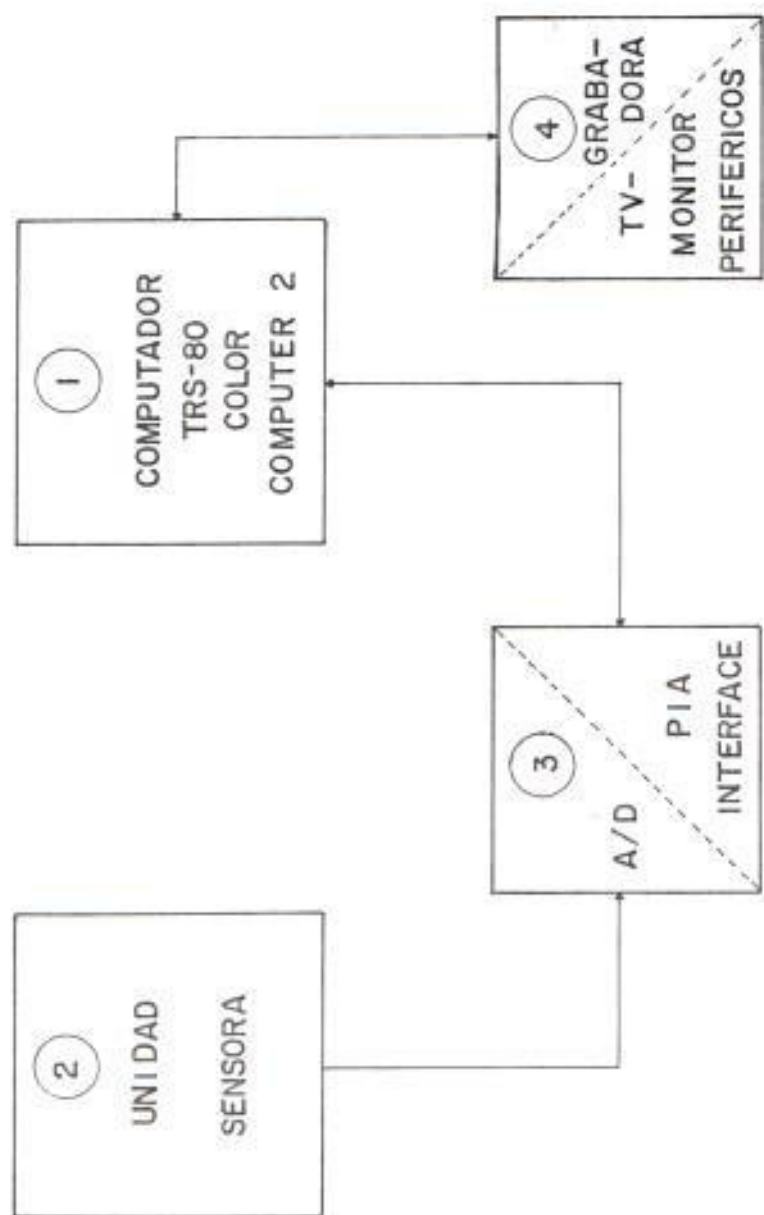 2
UNIDAD
SENSORA
3
A/D
PIA
INTERFACE
1
COMPUTADOR
TRS-80
COLOR
COMPUTER 2
4
GRABA-
DORA
TV-
MONITOR
PERIFERICOS